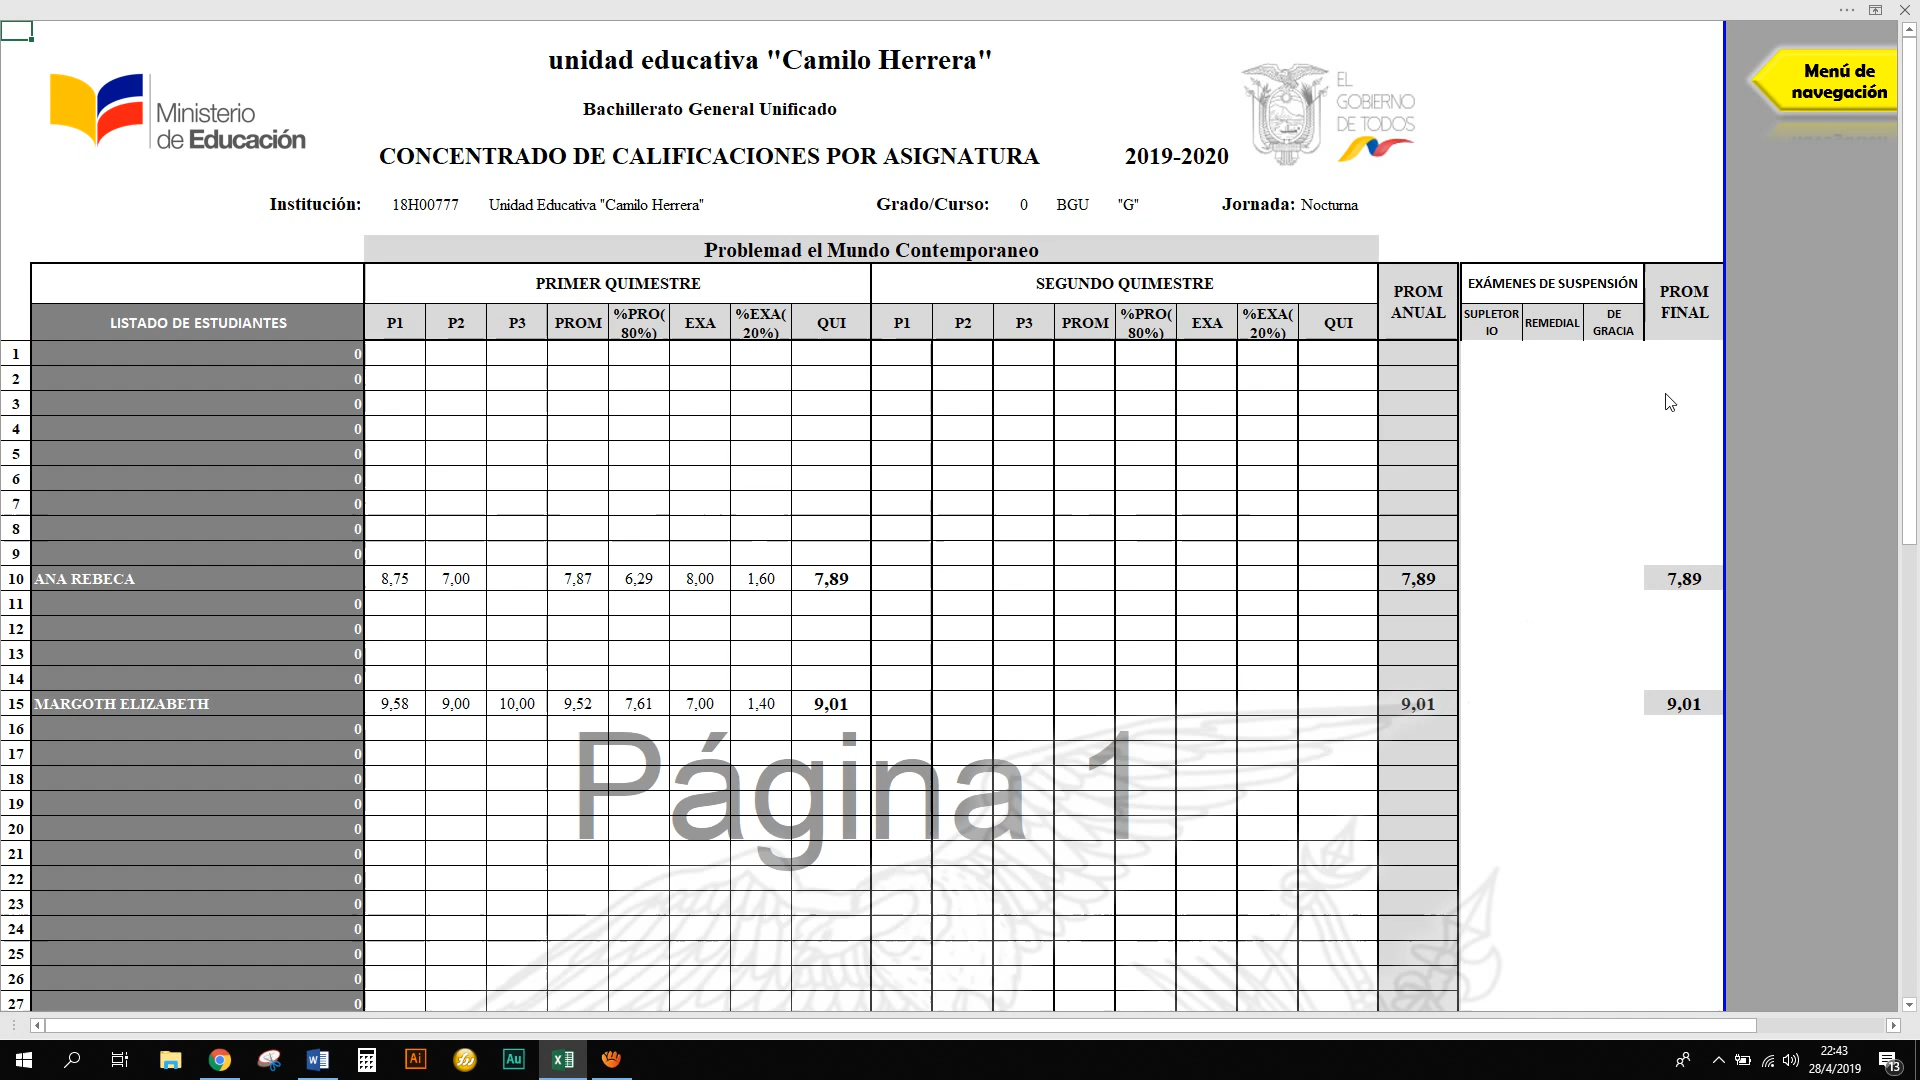 unidad educativa "Camilo Herrera"
Menú de
navegación
EL
GOBIERNO
DE TODOS
Ministerio
de Educación
Bachillerato General Unificado
CONCENTRADO DE CALIFICACIONES POR ASIGNATURA 2019-2020
Institución: 18H00777 Unidad Educativa "Camilo Herrera" Grado/Curso: 0 BGU "G" Jornada: Nocturna
Problemad el Mundo Contemporaneo
PRIMER QUIMESTRE SEGUNDO QUIMESTRE PROM ANUAL EXÁMENES DE SUSPENSIÓN PROM FINAL
LISTADO DE ESTUDIANTES P1 P2 P3 PROM %PRO( 80%) EXA %EXA( 20%) QUI P1 P2 P3 PROM %PRO( 80%) EXA %EXA( 20%) QUI SUPLETOR IO REMEDIAL DE GRACIA
1 0
2 0
3 0
4 0
5 0
6 0
7 0
8 0
9 0
10 ANA REBECA 8,75 7,00 7,87 6,29 8,00 1,60 7,89 7,89 7,89
11 0
12 0
13 0
14 0
15 MARGOTH ELIZABETH 9,58 9,00 10,00 9,52 7,61 7,00 1,40 9,01 9,01 9,01
16 0
17 0
18 0
19 0
20 0
21 0
22 0
23 0
24 0
25 0
26 0
27 0
Página 1
Ai
Au
22:43
28/4/2019
13